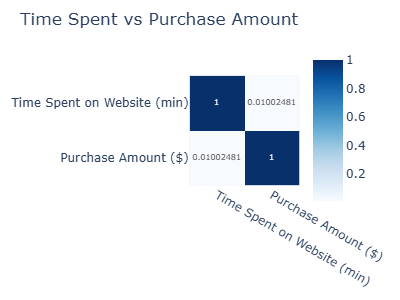 Time Spent vs Purchase Amount
1
Time Spent on Website (min)
1
0.01002481
0.8
0.6
Purchase Amount ($)
0.01002481
1
0.4
0.2
Time Spent on Website (min)
Purchase Amount ($)